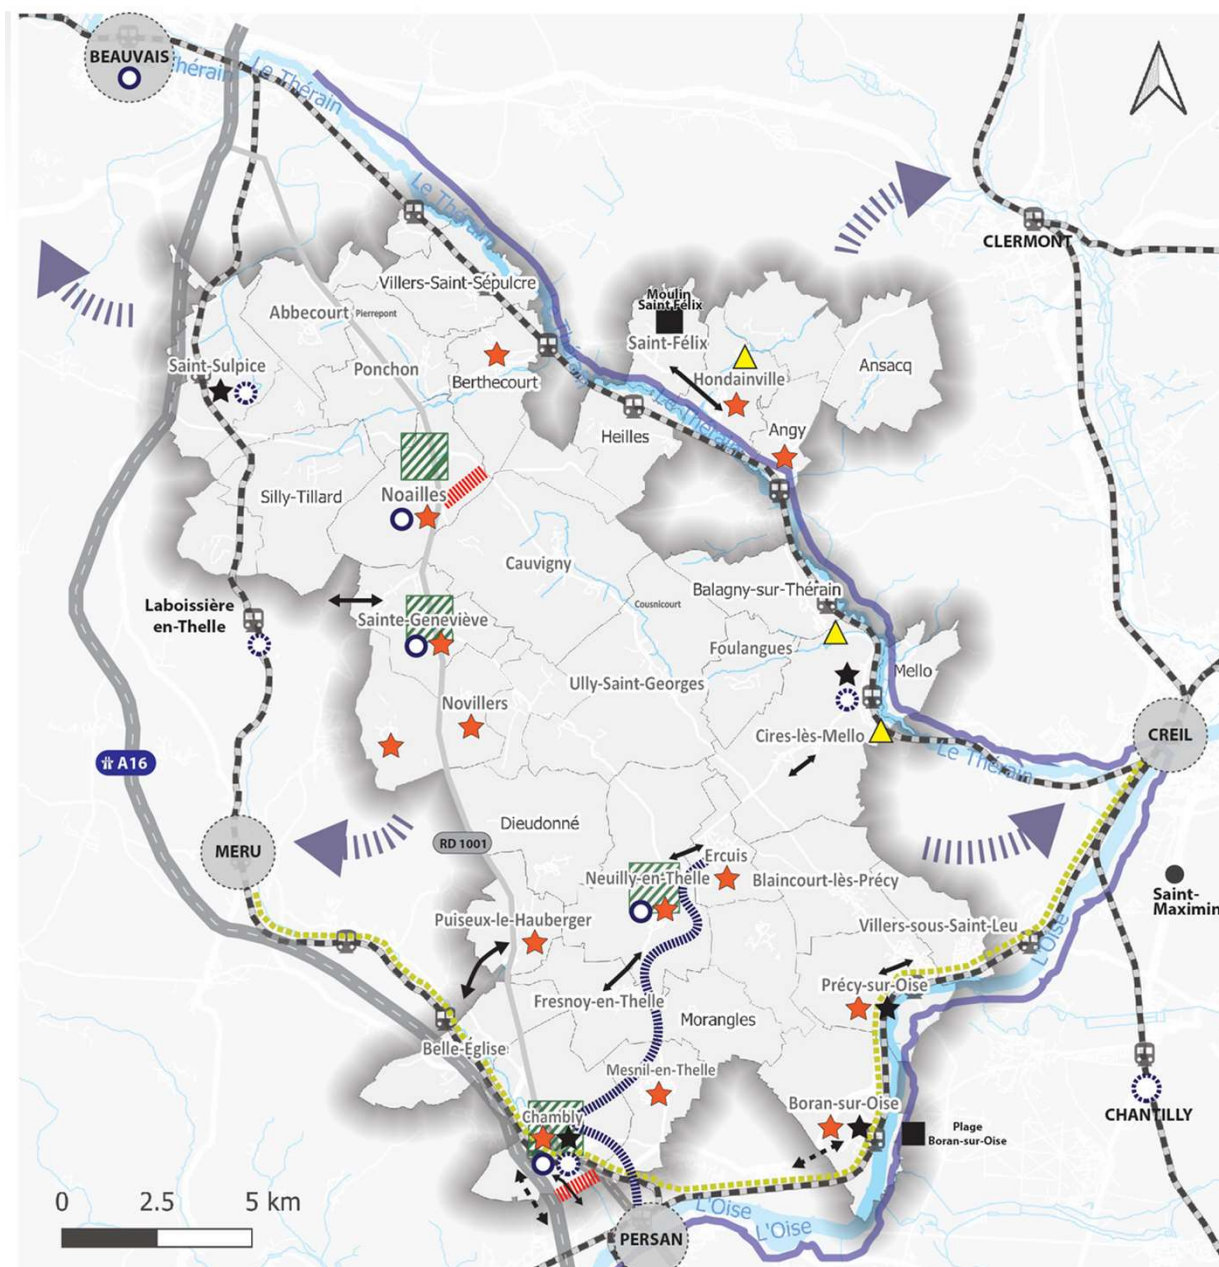 BEAUVAIS
Thérain
Le Thérain
Le Thérain
CLERMONT
Villers-Saint-Sépulcre
Abbecourt
Pierrepont
Moulin
Saint Félix
Saint-Félix
Saint-Sulpice
Ponchon
Berthecourt
Hondainville
Ansacq
Le Thérain
Heilles
Angy
Silly-Tillard
Noailles
Cauvigny
Balagny-sur-Thérain
Cousnicourt
Laboissière
en-Thelle
Sainte-Geneviève
Foulangues
Mello
Ully-Saint-Georges
Novillers
Cires-lès-Mello
CREIL
Le Thérain
A16
Dieudonné
RD 1001
MERU
Ercuis
Neuilly-en-Thelle
Blaincourt-lès-Précy
Saint-
Maximin
Puiseux-le-Hauberger
Villers-sous-Saint-Leu
L'Oise
Précy-sur-Oise
Fresnoy-en-Thelle
Morangles
Belle-Eglise
Mesnil-en-Thelle
Chambly
Boran-sur-Oise
Plage
Boran-sur-Oise
CHANTILLY
0 2.5 5 km
L'Oise
L'Oise
PERSAN